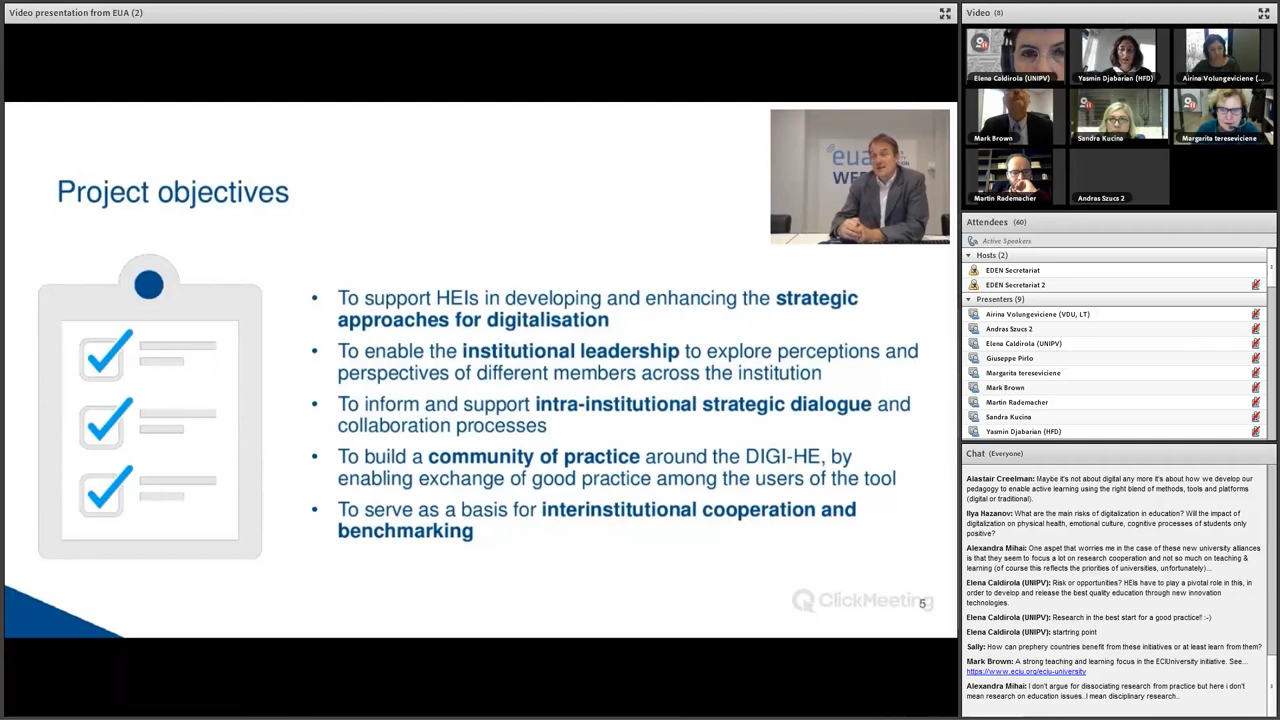 Video presentation from EUA (2)
Project objectives
eua
WE
• To support HEIs in developing and enhancing the strategic
approaches for digitalisation
• To enable the institutional leadership to explore perceptions and
perspectives of different members across the institution
• To inform and support intra-institutional strategic dialogue and
collaboration processes
• To build a community of practice around the DIGI-HE, by
enabling exchange of good practice among the users of the tool
• To serve as a basis for interinstitutional cooperation and
benchmarking
ClickMeeting
5
Video (8)
Elena Caldirola (UNIPV)
Yasmin Djabarian (HFD)
Airina Volungeviciene (...
Mark Brown
Sandra Kucina
Margarita tereseviciene
Martin Rademacher
Andras Szucs 2
Attendees (60)
Active Speakers
Hosts (2)
EDEN Secretariat
EDEN Secretariat 2
Presenters (9)
Airina Volungeviciene (VDU, LT)
Andras Szucs 2
Elena Caldirola (UNIPV)
Giuseppe Pirlo
Margarita tereseviciene
Mark Brown
Martin Rademacher
Sandra Kucina
Yasmin Djabarian (HFD)
Chat (Everyone)
Alastair Creelman: Maybe it's not about digital any more it's about how we develop our
pedagogy to enable active learning using the right blend of methods, tools and platforms
(digital or traditional).
Ilya Hazanov: What are the main risks of digitalization in education? Will the impact of
digitalization on physical health, emotional culture, cognitive processes of students only
positive?
Alexandra Mihai: One aspet that worries me in the case of these new university alliances
is that they seem to focus a lot on research cooperation and not so much on teaching &
learning (of course this reflects the priorities of universities, unfortunately)...
Elena Caldirola (UNIPV): Risk or opportunities? HEIs have to play a pivotal role in this, in
order to develop and release the best quality education through new innovation
technologies.
Elena Caldirola (UNIPV): Research in the best start for a good practice! :-)
Elena Caldirola (UNIPV): starting point
Sally: How can prephery countries benefit from these initiatives or at least learn from them?
Mark Brown: A strong teaching and learning focus in the ECIUniversity initiative. See...
https://www.eciu.org/eciu-university
Alexandra Mihai: I don't argue for dissociating research from practice but here i don't
mean research on education issues..I mean disciplinary research..